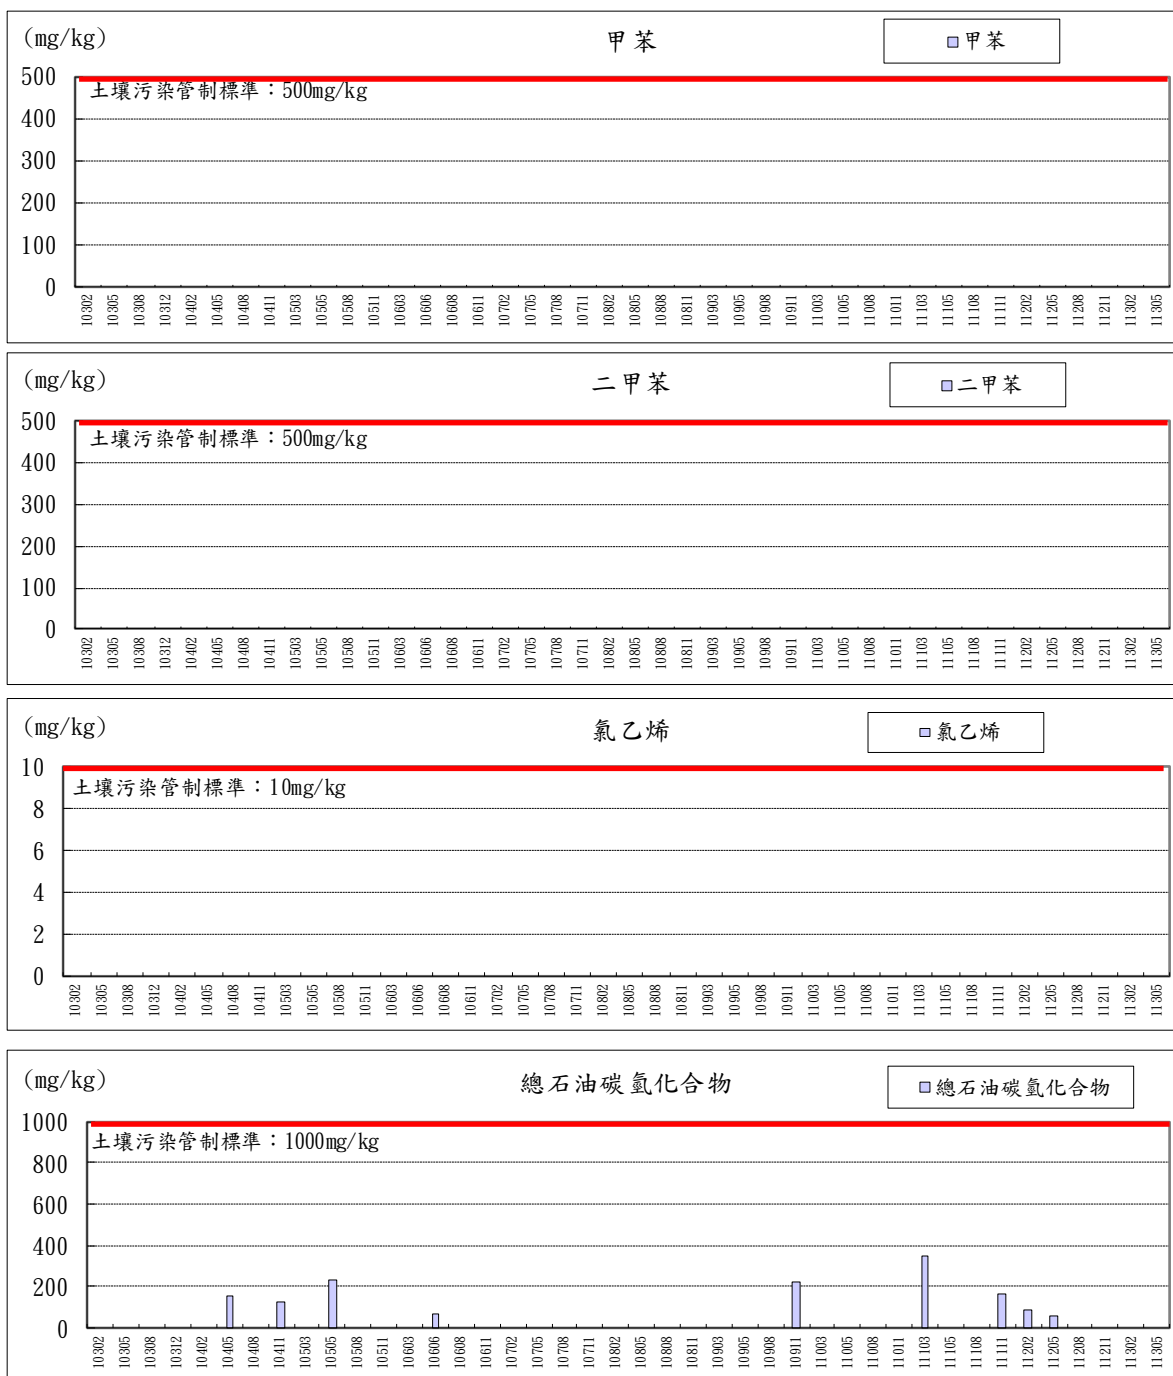 (mg/kg)
甲苯
甲苯
土壤污染管制標準：500mg/kg
500
400
300
200
100
0
10302 10305 10308 10312 10402 10405 10408 10411 10503 10505 10508 10511 10603 10606 10608 10611 10702 10705 10708 10711 10802 10805 10808 10811 10903 10905 10908 10911 11003 11005 11008 11011 11103 11105 11108 11111 11202 11205 11208 11211 11302 11305
(mg/kg)
二甲苯
二甲苯
土壤污染管制標準：500mg/kg
500
400
300
200
100
0
10302 10305 10308 10312 10402 10405 10408 10411 10503 10505 10508 10511 10603 10606 10608 10611 10702 10705 10708 10711 10802 10805 10808 10811 10903 10905 10908 10911 11003 11005 11008 11011 11103 11105 11108 11111 11202 11205 11208 11211 11302 11305
(mg/kg)
氯乙烯
氯乙烯
土壤污染管制標準：10mg/kg
10
8
6
4
2
0
10302 10305 10308 10312 10402 10405 10408 10411 10503 10505 10508 10511 10603 10606 10608 10611 10702 10705 10708 10711 10802 10805 10808 10811 10903 10905 10908 10911 11003 11005 11008 11011 11103 11105 11108 11111 11202 11205 11208 11211 11302 11305
(mg/kg)
總石油碳氫化合物
總石油碳氫化合物
土壤污染管制標準：1000mg/kg
1000
800
600
400
200
0
10302 10305 10308 10312 10402 10405 10408 10411 10503 10505 10508 10511 10603 10606 10608 10611 10702 10705 10708 10711 10802 10805 10808 10811 10903 10905 10908 10911 11003 11005 11008 11011 11103 11105 11108 11111 11202 11205 11208 11211 11302 11305